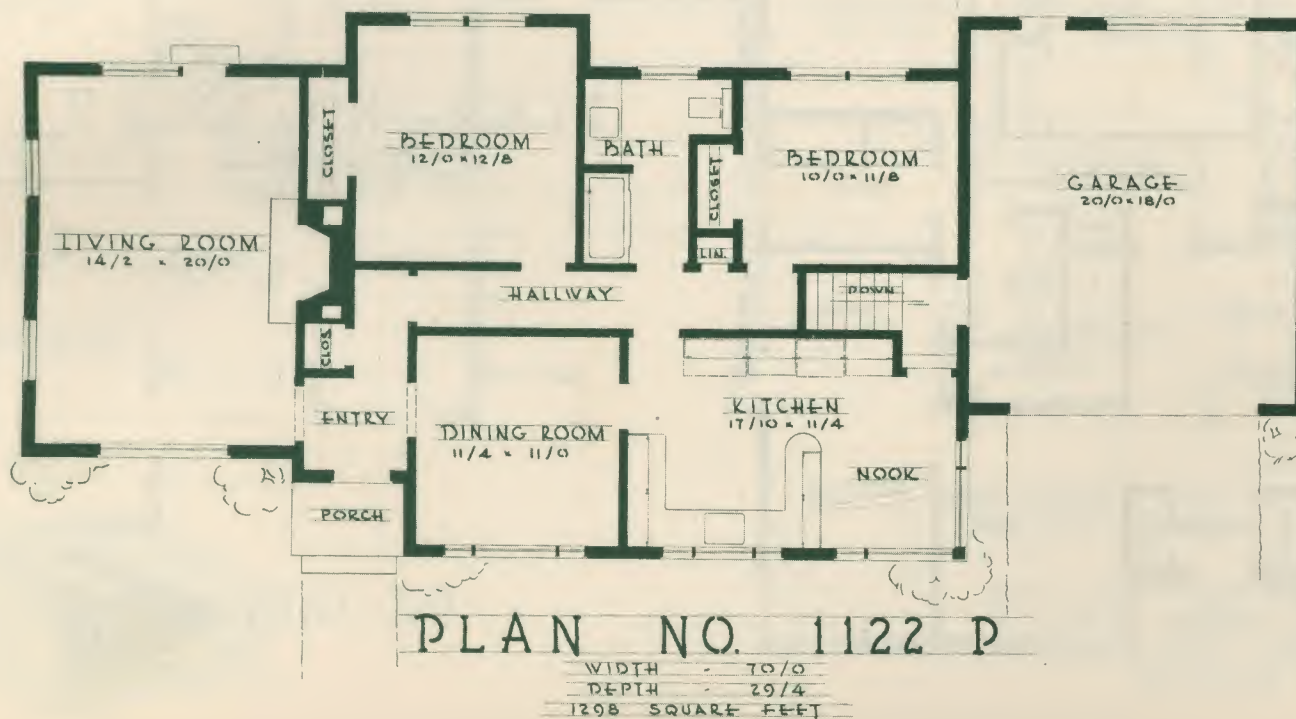 BEDROOM
12/0 x 12/8
CLOSET
BATH
BEDROOM
10/0 x 11/8
CLOSET
GARAGE
20/0 x 18/0
LIVING ROOM
14/2 x 20/0
LIN.
HALLWAY
DOWN
CLOS.
ENTRY
DINING ROOM
11/4 x 11/0
KITCHEN
17/10 x 11/4
NOOK
PORCH
PLAN NO. 1122 P
WIDTH - 70/0
DEPTH - 29/4
1298 SQUARE FEET